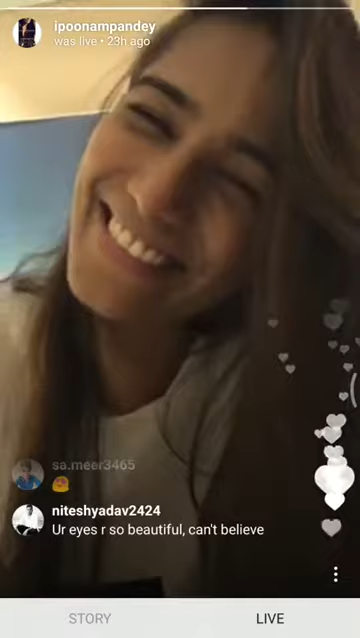 ipoonampandey
was live • 23h ago
sa.meer3465
😍
niteshyadav2424
Ur eyes r so beautiful, can't believe
STORY LIVE